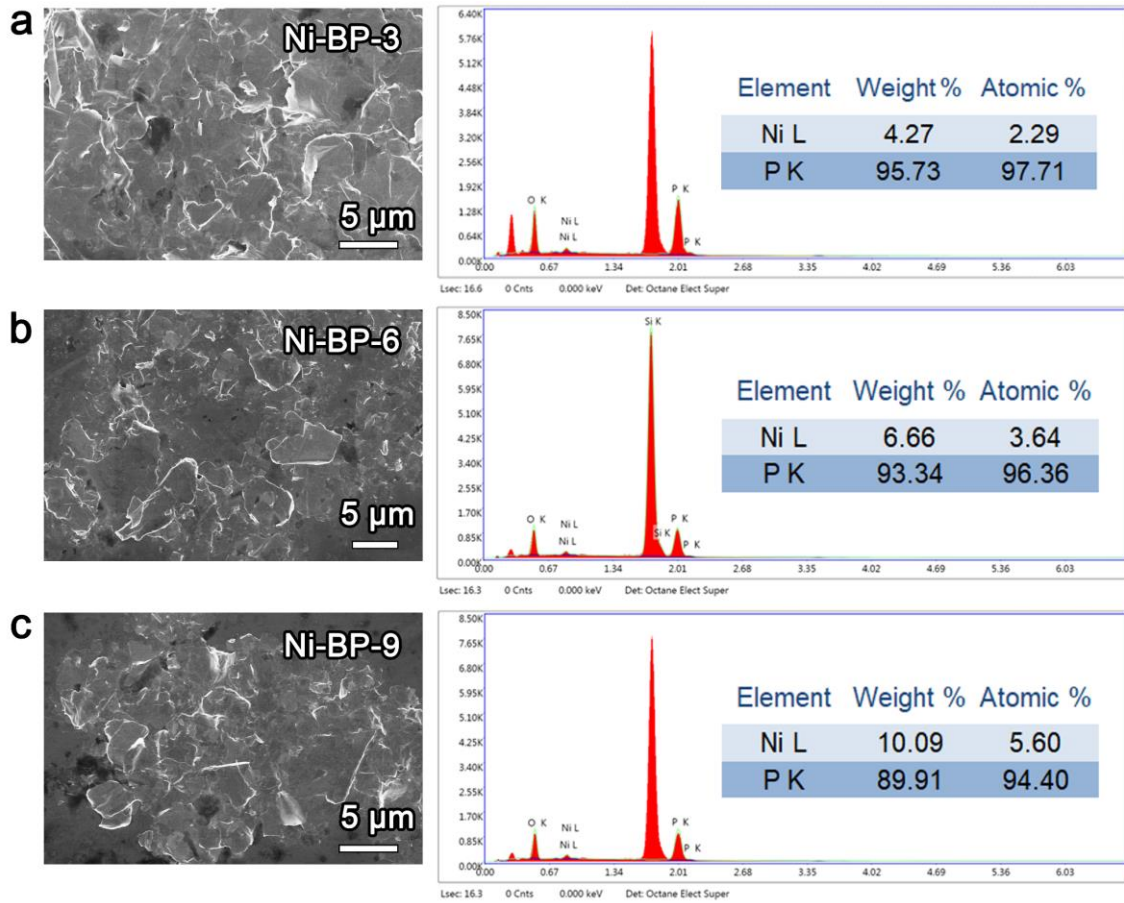 a
Ni-BP-3
5 μm
6.40K
5.76K
5.12K
4.48K
3.84K
3.20K
2.56K
1.92K
1.28K
0.64K
0.00K
O K
Ni L
Ni L
P K
P K
0.00 0.67 1.34 2.01 2.68 3.35 4.02 4.69 5.36 6.03
Lsec: 16.6 0 Cnts 0.000 keV Det: Octane Elect Super
Element Weight % Atomic %
Ni L 4.27 2.29
P K 95.73 97.71
b
Ni-BP-6
5 μm
8.50K
7.65K
6.80K
5.95K
5.10K
4.25K
3.40K
2.55K
1.70K
0.85K
0.00K
Si K
O K
Ni L
Ni L
Si K
P K
P K
0.00 0.67 1.34 2.01 2.68 3.35 4.02 4.69 5.36 6.03
Lsec: 16.3 0 Cnts 0.000 keV Det: Octane Elect Super
Element Weight % Atomic %
Ni L 6.66 3.64
P K 93.34 96.36
c
Ni-BP-9
5 μm
8.50K
7.65K
6.80K
5.95K
5.10K
4.25K
3.40K
2.55K
1.70K
0.85K
0.00K
O K
Ni L
Ni L
P K
P K
0.00 0.67 1.34 2.01 2.68 3.35 4.02 4.69 5.36 6.03
Lsec: 16.3 0 Cnts 0.000 keV Det: Octane Elect Super
Element Weight % Atomic %
Ni L 10.09 5.60
P K 89.91 94.40